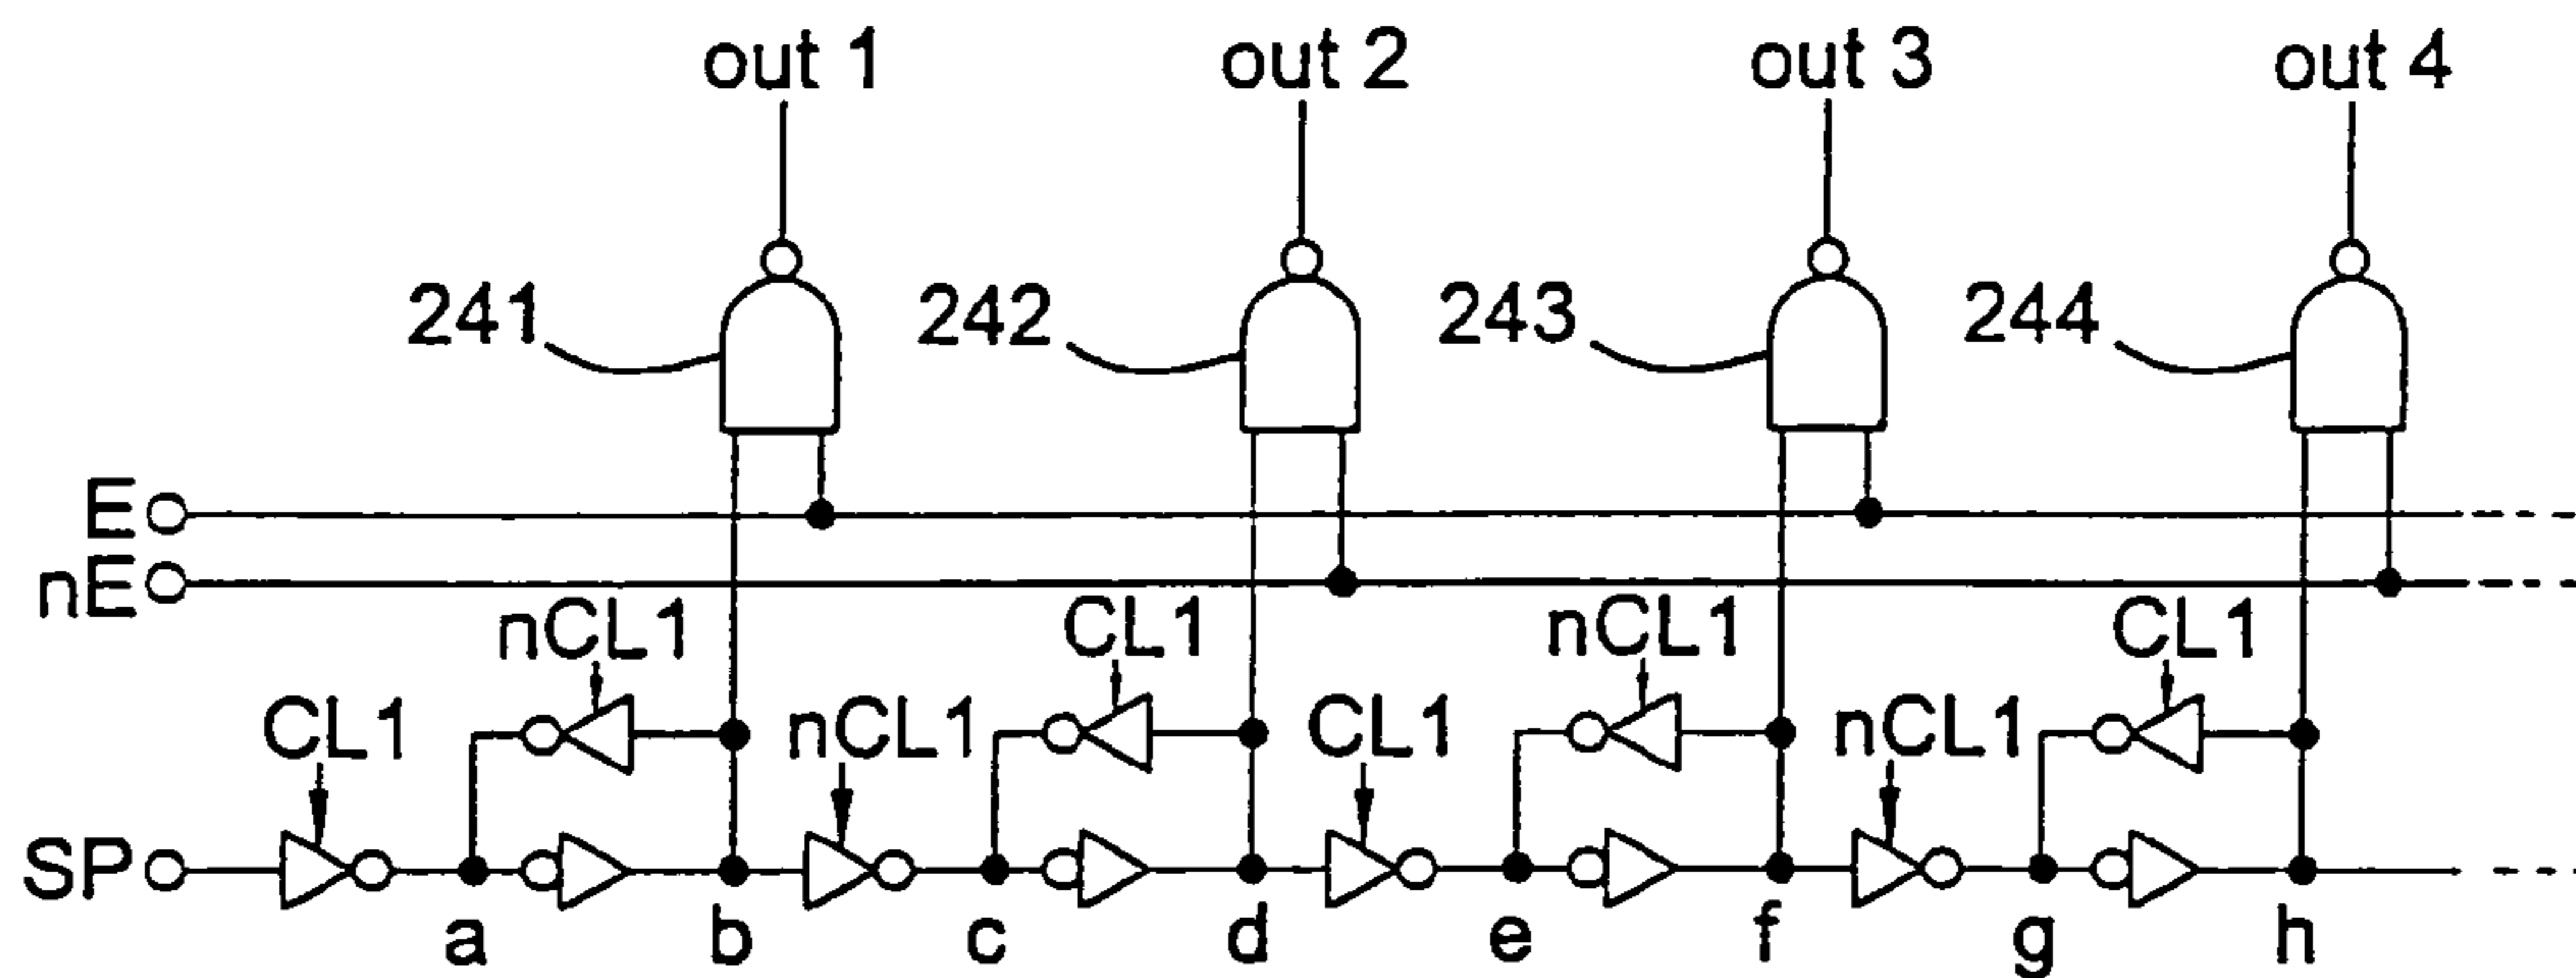 out 1 out 2 out 3 out 4
241 242 243 244
E
nE
nCL1 CL1 nCL1 CL1
CL1 nCL1 CL1 nCL1
SP
a b c d e f g h